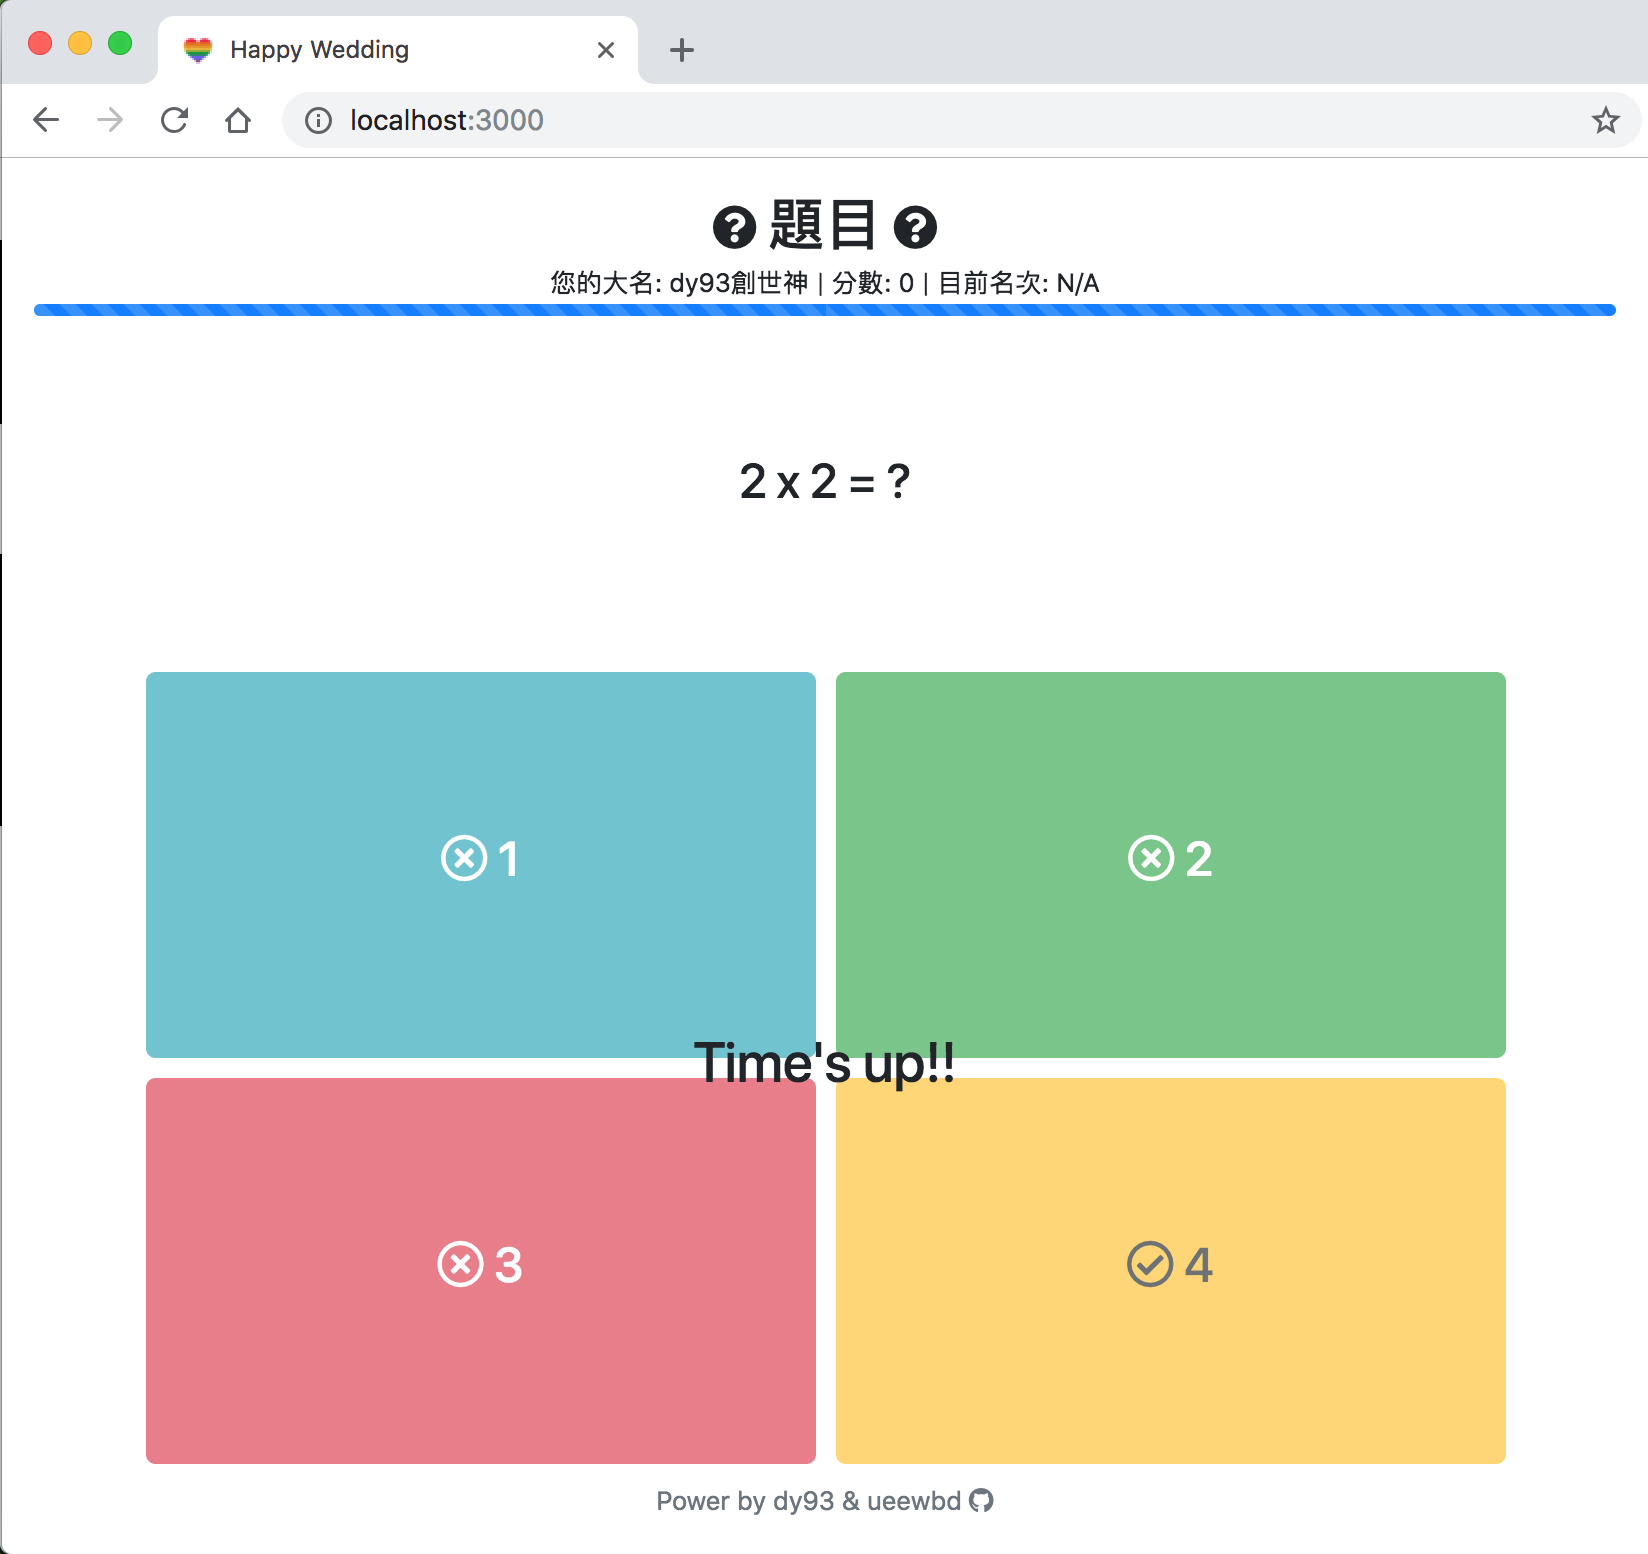 Happy Wedding
localhost:3000
題目
您的大名: dy93創世神 | 分數: 0 | 目前名次: N/A
2 x 2 = ?
1
2
Time's up!!
3
4
Power by dy93 & ueewbd